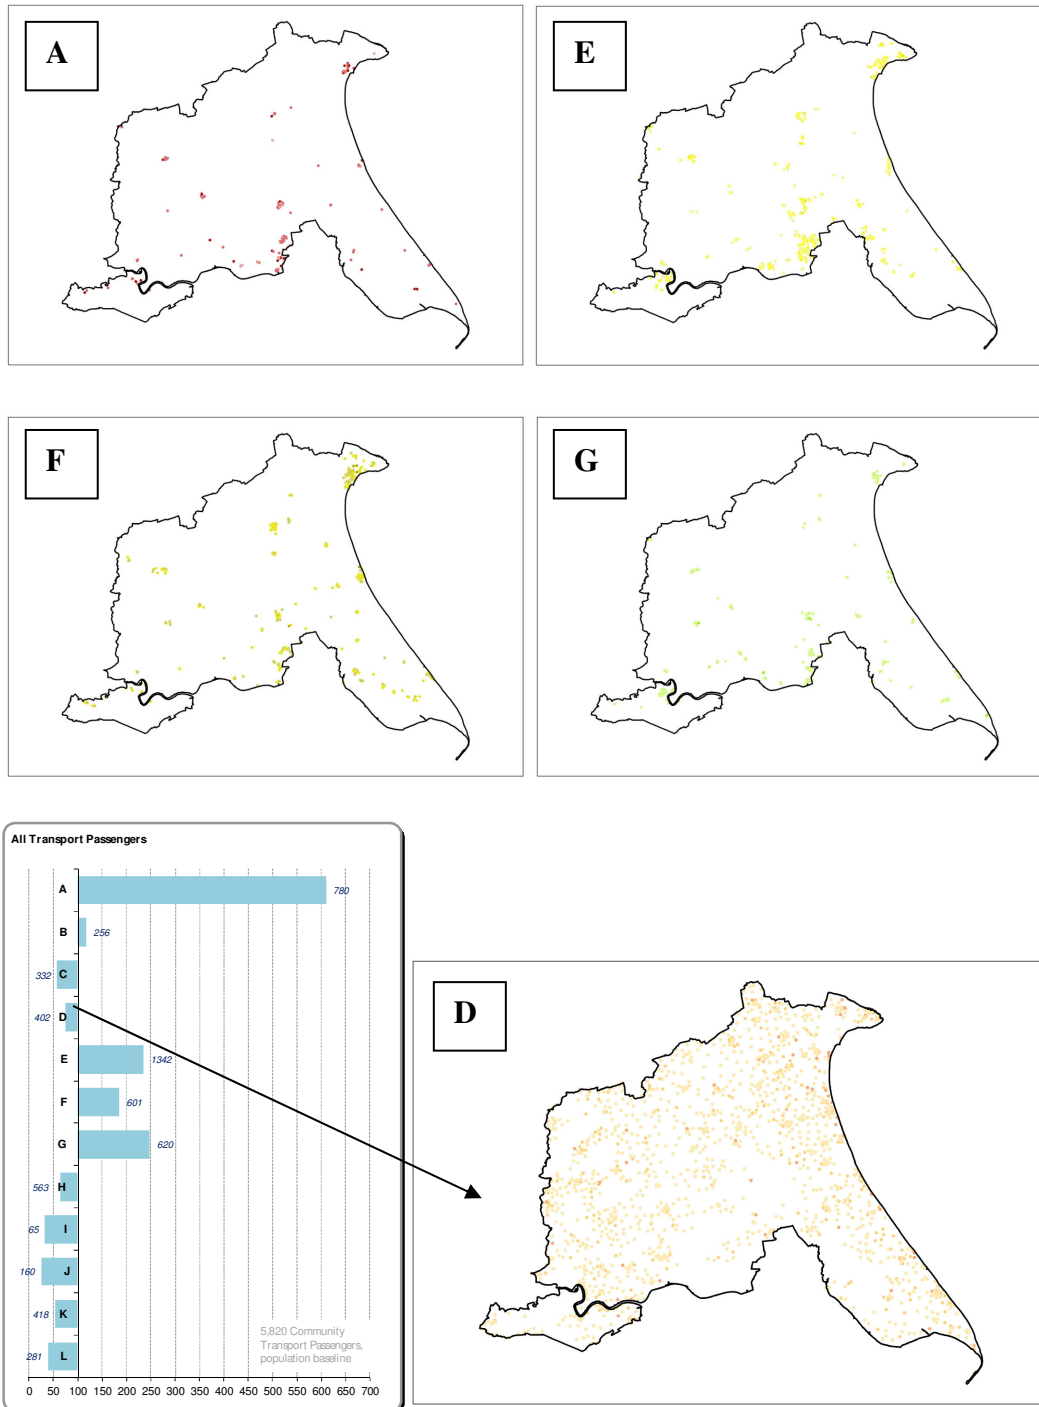 A
E
F
G
All Transport Passengers
A 780
B 256
332 C
402 D
E 1342
F 601
G 620
563 H
65 I
160 J
418 K
281 L
5,820 Community
Transport Passengers,
population baseline
0 50 100 150 200 250 300 350 400 450 500 550 600 650 700
D